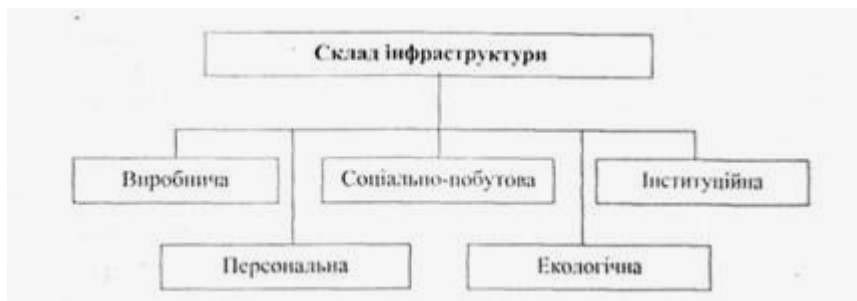 Склад інфраструктури
Виробнича
Соціально-побутова
Інституційна
Персональна
Екологічна